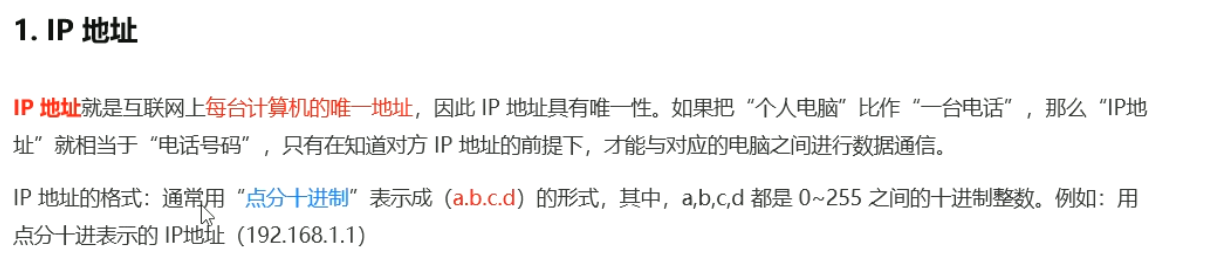 1. IP 地址
IP 地址就是互联网上每台计算机的唯一地址，因此 IP 地址具有唯一性。如果把“个人电脑”比作“一台电话”，那么“IP地
址”就相当于“电话号码”，只有在知道对方 IP 地址的前提下，才能与对应的电脑之间进行数据通信。
IP 地址的格式：通常用“点分十进制”表示成（a.b.c.d）的形式，其中，a,b,c,d 都是 0~255 之间的十进制整数。例如：用
点分十进表示的 IP地址（192.168.1.1）